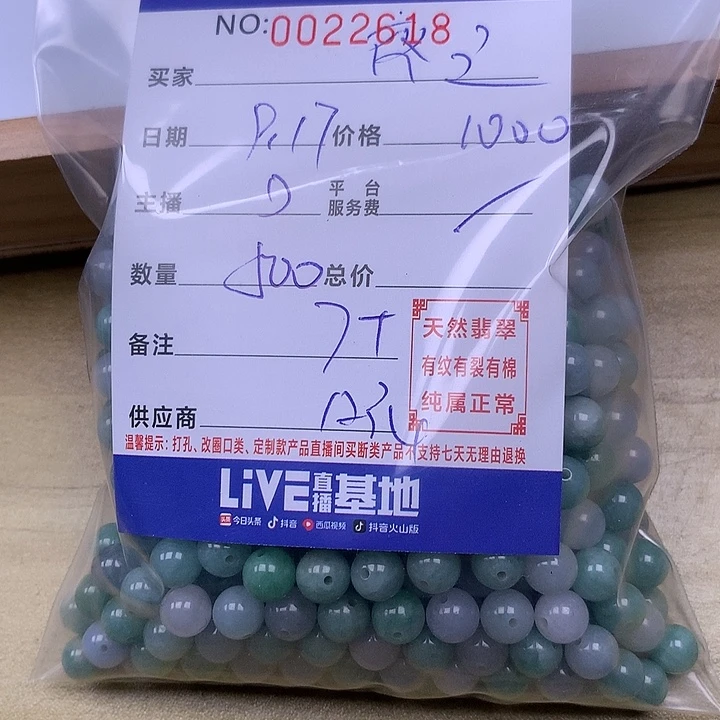 NO:0022618
买家
日期 9.17 价格 1000
主播 平台服务费
数量 500 总价
备注 7+
天然翡翠
有纹有裂有棉
纯属正常
供应商
温馨提示：打孔、改圈口类、定制款产品直播间买断类产品不支持七天无理由退换
LiVE直播基地
今日头条 抖音 西瓜视频 抖音火山版